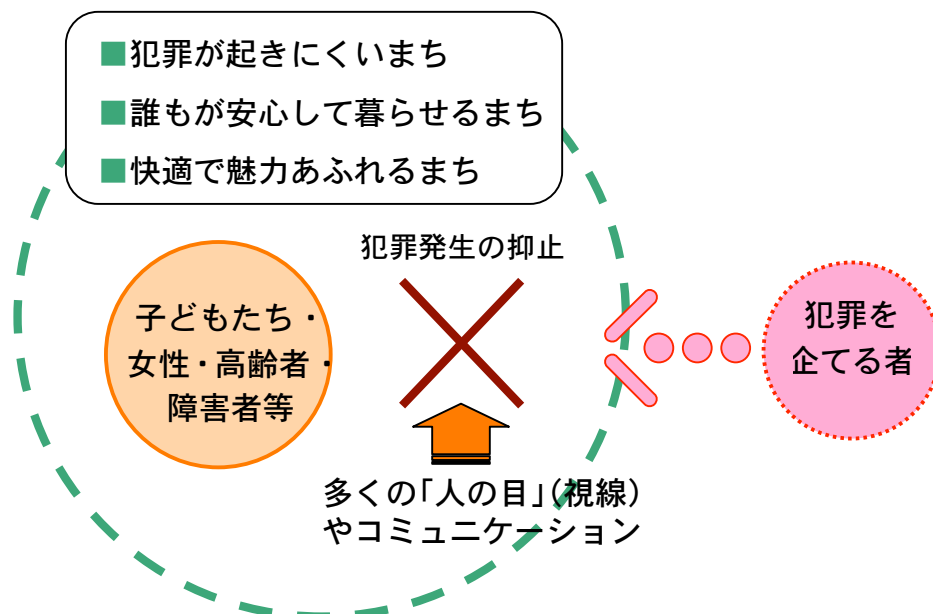 ■犯罪が起きにくいまち
■誰もが安心して暮らせるまち
■快適で魅力あふれるまち
犯罪発生の抑止
子どもたち・
女性・高齢者・
障害者等
犯罪を
企てる者
多くの「人の目」(視線)
やコミュニケーション